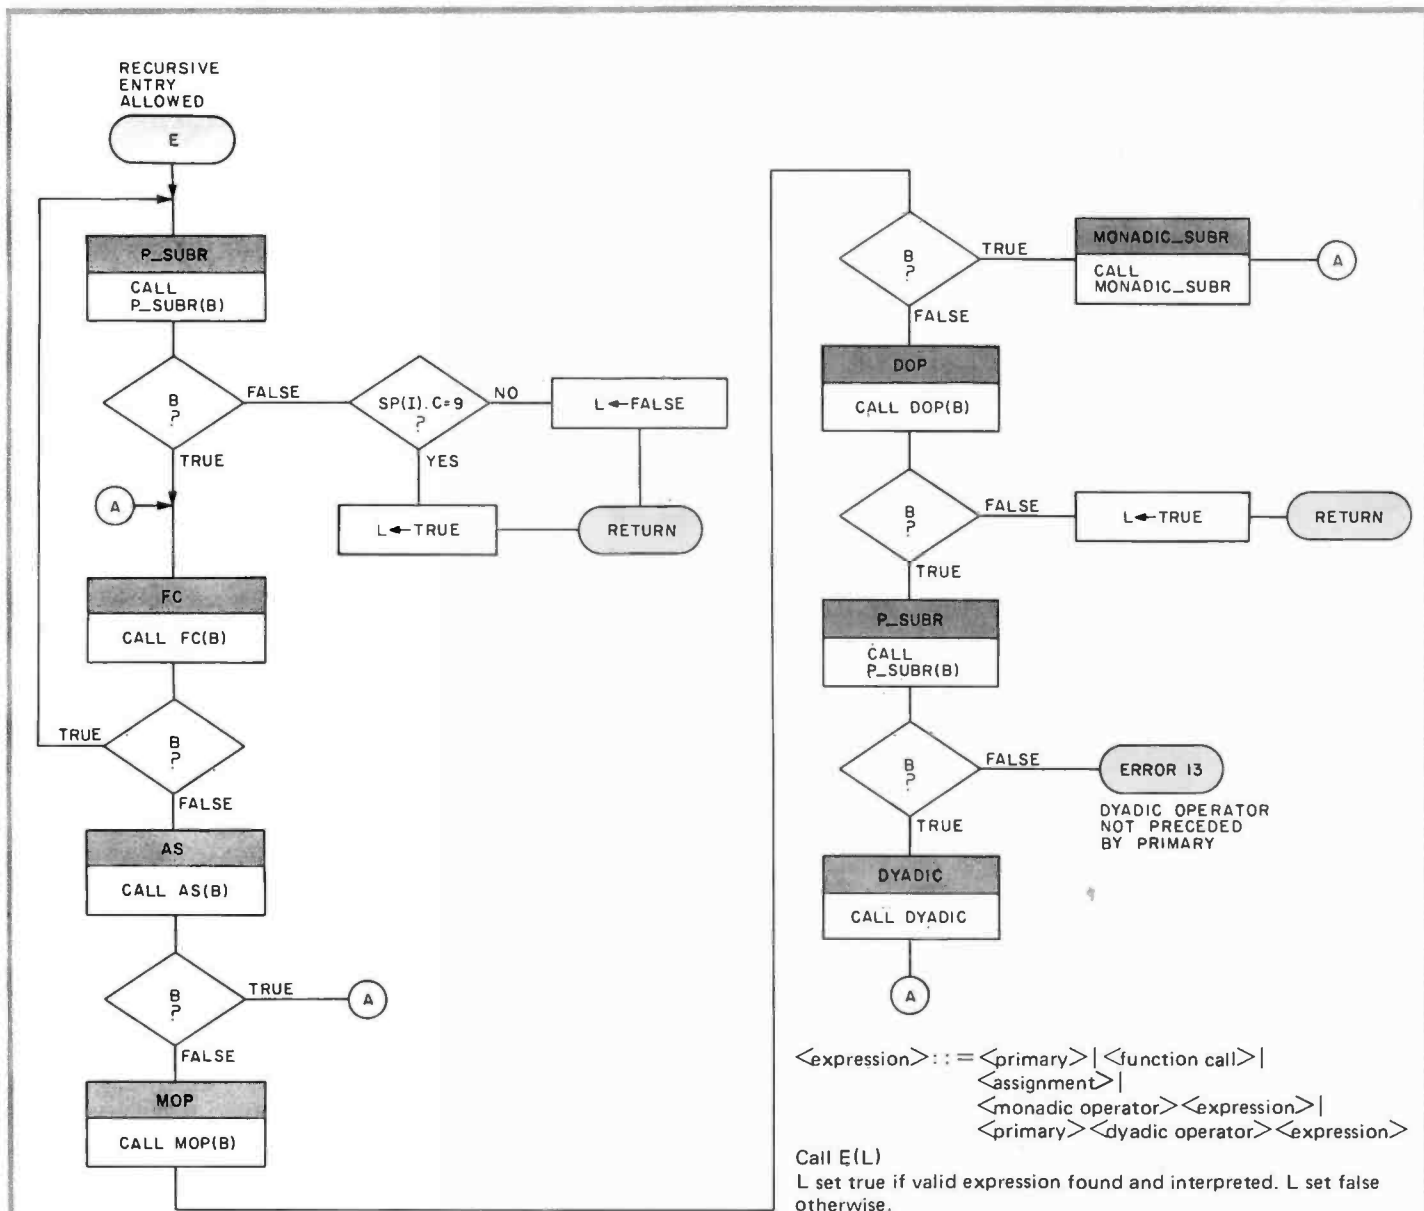 RECURSIVE
ENTRY
ALLOWED
E
P_SUBR
CALL
P_SUBR(B)
B
?
FALSE
TRUE
SP(I).C=9
?
NO
YES
L←FALSE
L←TRUE
RETURN
A
FC
CALL FC(B)
B
?
TRUE
FALSE
AS
CALL AS(B)
B
?
TRUE
A
FALSE
MOP
CALL MOP(B)
B
?
TRUE
MONADIC_SUBR
CALL
MONADIC_SUBR
A
FALSE
DOP
CALL DOP(B)
B
?
FALSE
L←TRUE
RETURN
TRUE
P_SUBR
CALL
P_SUBR(B)
B
?
FALSE
ERROR 13
DYADIC OPERATOR
NOT PRECEDED
BY PRIMARY
TRUE
DYADIC
CALL DYADIC
A
<expression>::=<primary>|<function call>|
<assignment>|
<monadic operator><expression>|
<primary><dyadic operator><expression>
Call E(L)
L set true if valid expression found and interpreted. L set false
otherwise.